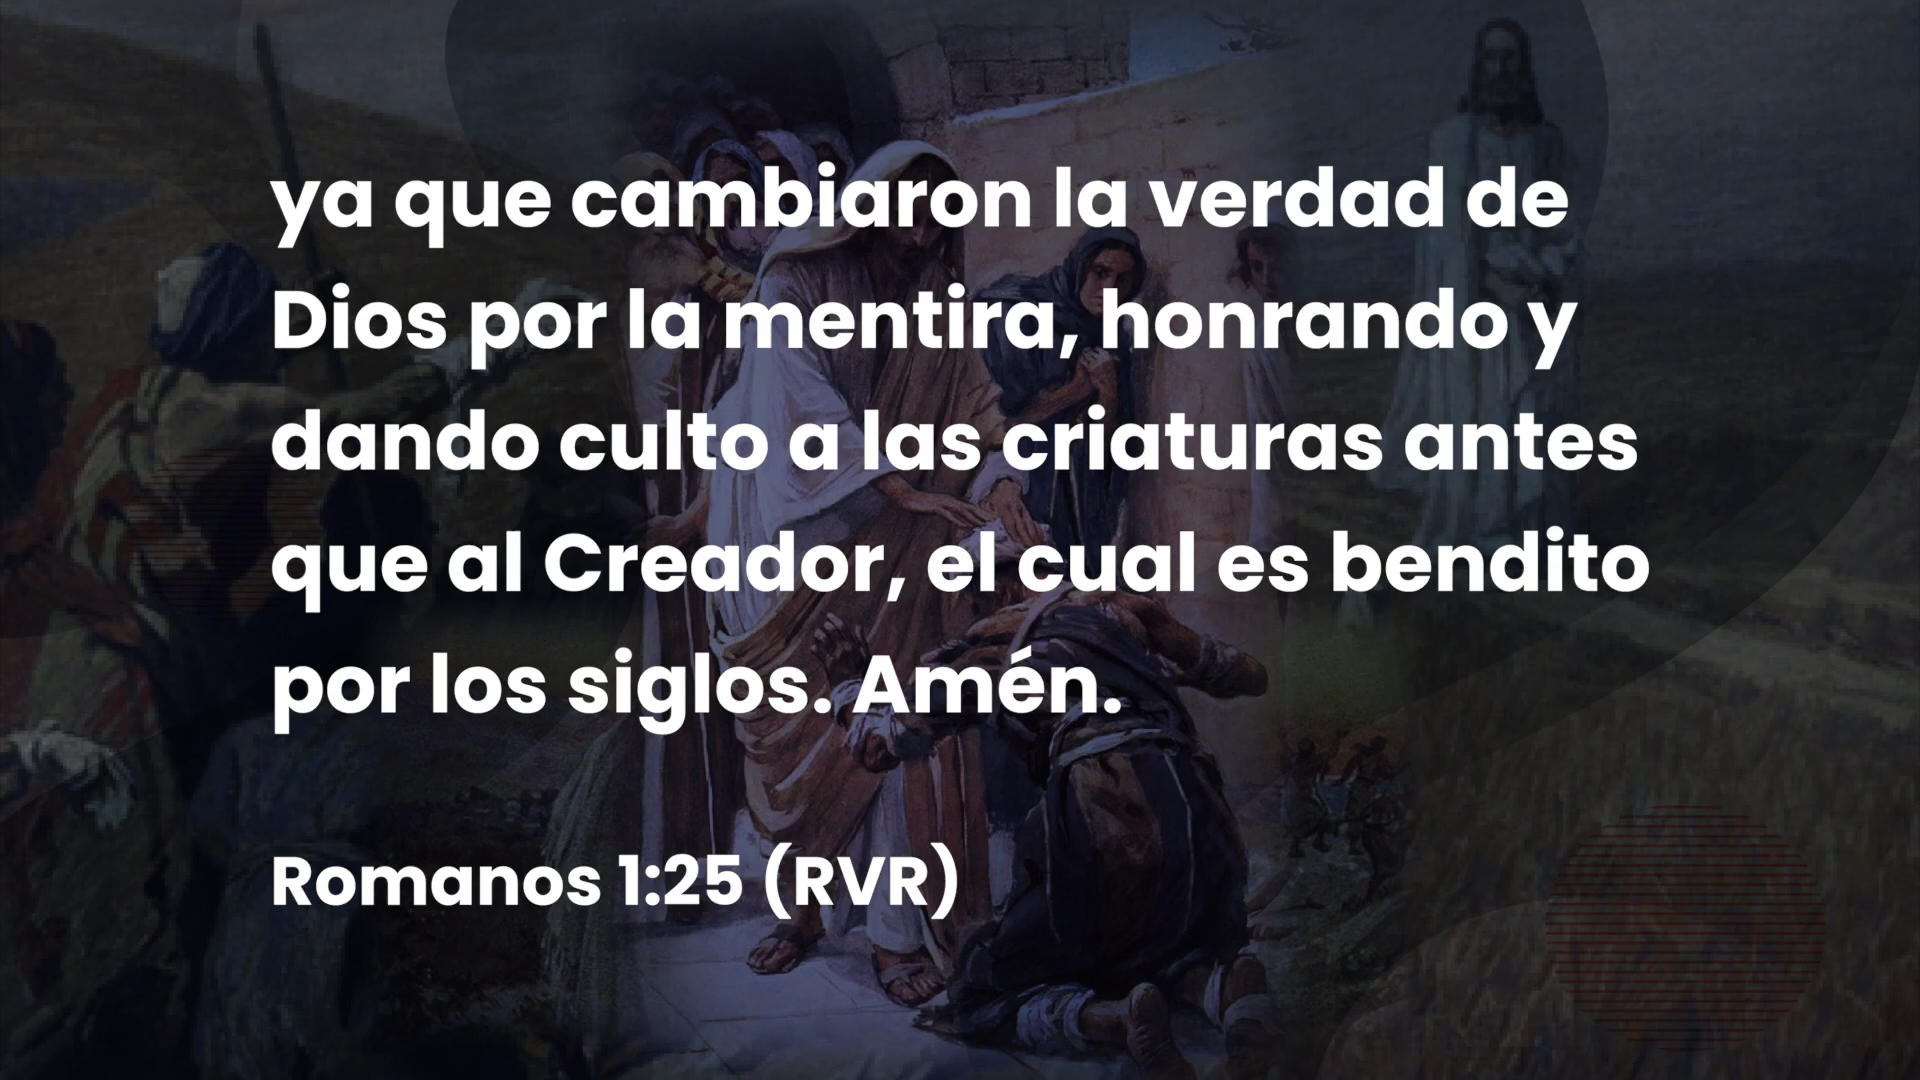 ya que cambiaron la verdad de
Dios por la mentira, honrando y
dando culto a las criaturas antes
que al Creador, el cual es bendito
por los siglos. Amén.
Romanos 1:25 (RVR)